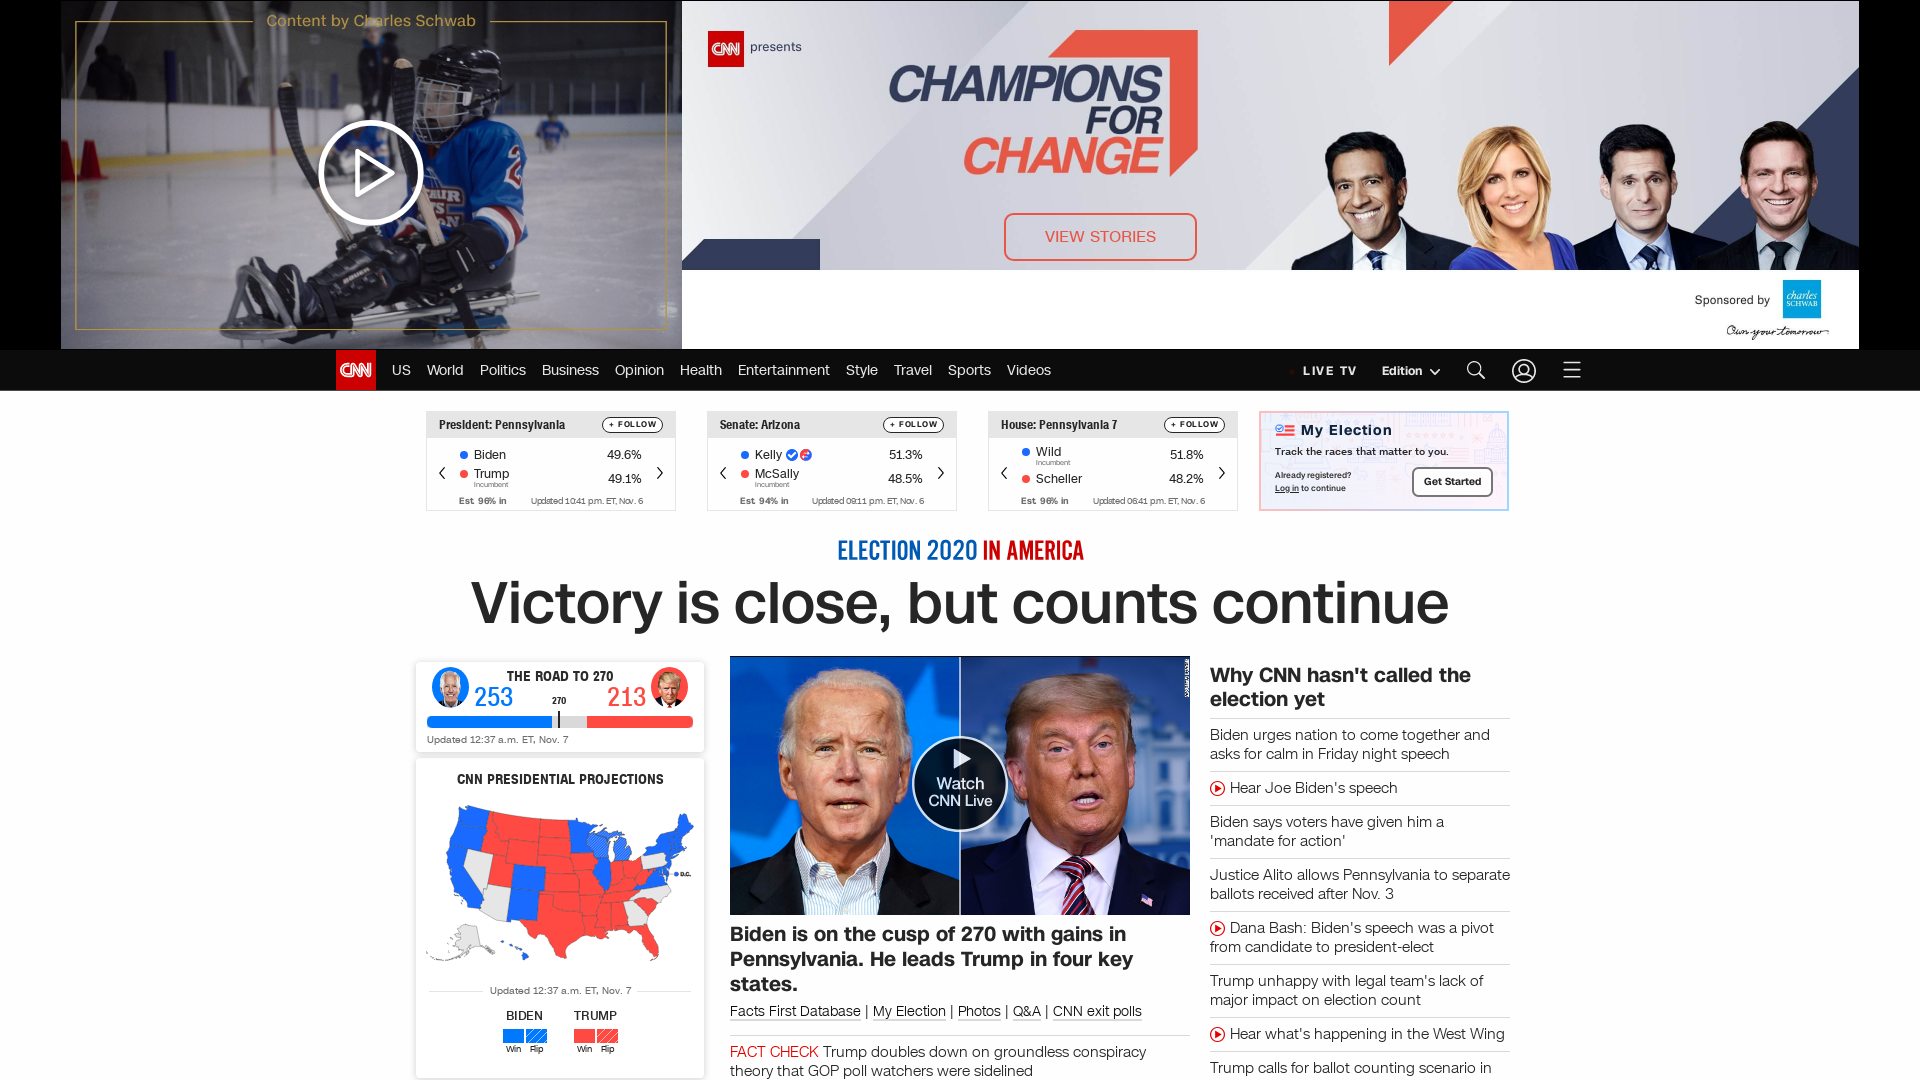 Content by Charles Schwab
CNN presents
CHAMPIONS
FOR
CHANGE
VIEW STORIES
Sponsored by
charles
SCHWAB
Own your tomorrow
CNN US World Politics Business Opinion Health Entertainment Style Travel Sports Videos LIVE TV Edition
President: Pennsylvania + FOLLOW
Biden 49.6%
Trump 49.1%
Incumbent
Est. 96% in Updated 10:41 p.m. ET, Nov. 6
Senate: Arizona + FOLLOW
Kelly 51.3%
McSally 48.5%
Incumbent
Est. 94% in Updated 09:11 p.m. ET, Nov. 6
House: Pennsylvania 7 + FOLLOW
Wild 51.8%
Incumbent
Scheller 48.2%
Est. 96% in Updated 06:41 p.m. ET, Nov. 6
My Election
Track the races that matter to you.
Already registered?
Log in to continue
Get Started
ELECTION 2020 IN AMERICA
Victory is close, but counts continue
THE ROAD TO 270
253 270 213
Updated 12:37 a.m. ET, Nov. 7
CNN PRESIDENTIAL PROJECTIONS
D.C.
Updated 12:37 a.m. ET, Nov. 7
BIDEN TRUMP
Win Flip Win Flip
Watch
CNN Live
Biden is on the cusp of 270 with gains in
Pennsylvania. He leads Trump in four key
states.
Facts First Database | My Election | Photos | Q&A | CNN exit polls
FACT CHECK Trump doubles down on groundless conspiracy
theory that GOP poll watchers were sidelined
Why CNN hasn't called the
election yet
Biden urges nation to come together and
asks for calm in Friday night speech
Hear Joe Biden's speech
Biden says voters have given him a
'mandate for action'
Justice Alito allows Pennsylvania to separate
ballots received after Nov. 3
Dana Bash: Biden's speech was a pivot
from candidate to president-elect
Trump unhappy with legal team's lack of
major impact on election count
Hear what's happening in the West Wing
Trump calls for ballot counting scenario in